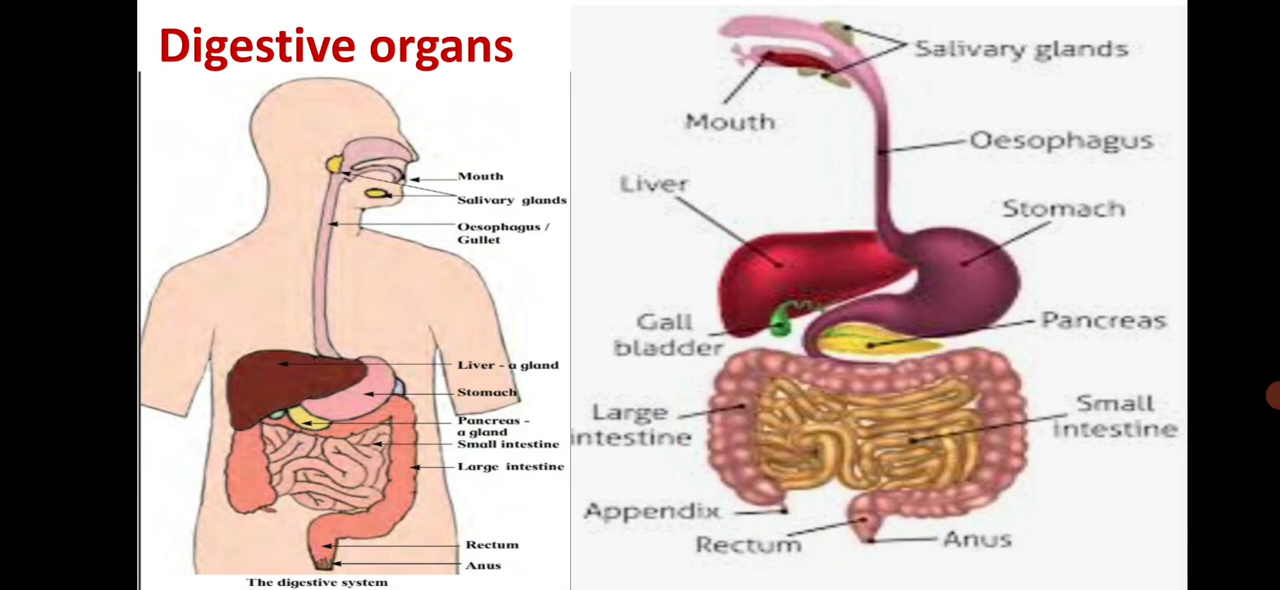 Digestive organs
Mouth
Salivary glands
Oesophagus /
Gullet
Liver - a gland
Stomach
Pancreas -
a gland
Small intestine
Large intestine
Rectum
Anus
The digestive system
Salivary glands
Mouth
Oesophagus
Liver
Stomach
Gall
bladder
Pancreas
Large
intestine
Small
intestine
Appendix
Rectum
Anus